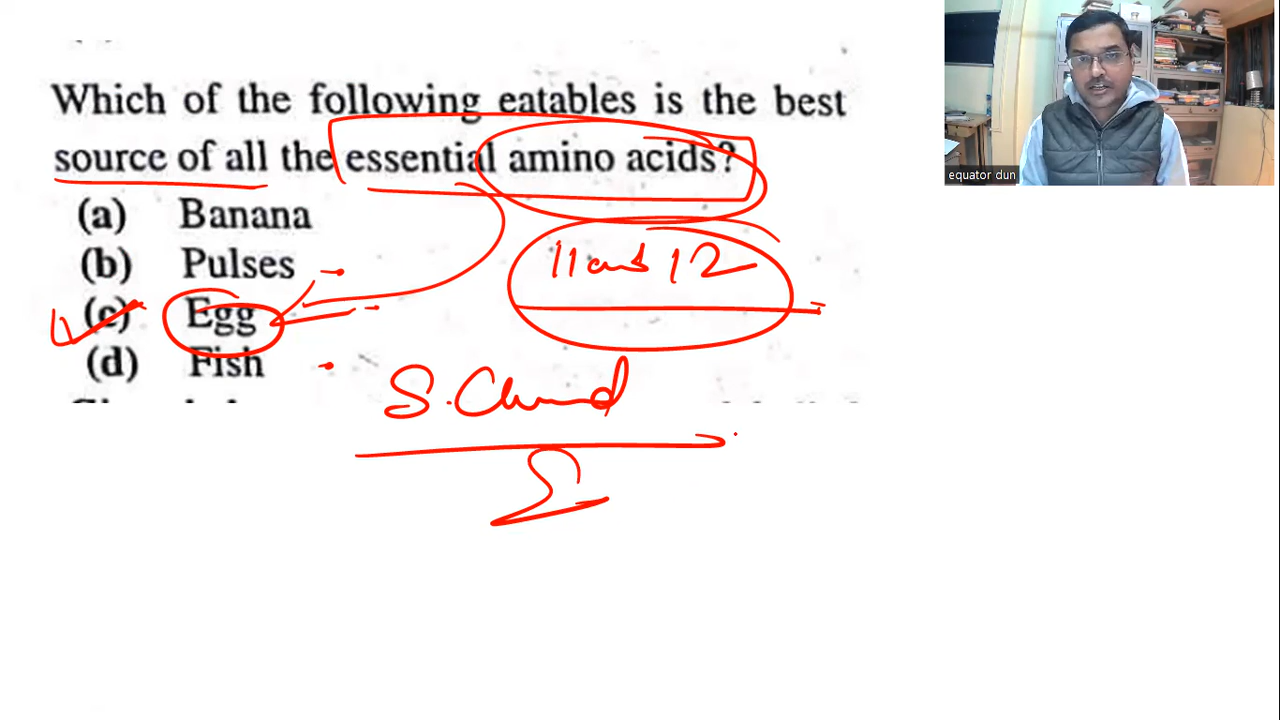 Which of the following eatables is the best
source of all the essential amino acids?
(a) Banana
(b) Pulses
(c) Egg
(d) Fish
11 and 12
S. Chand
equator dun